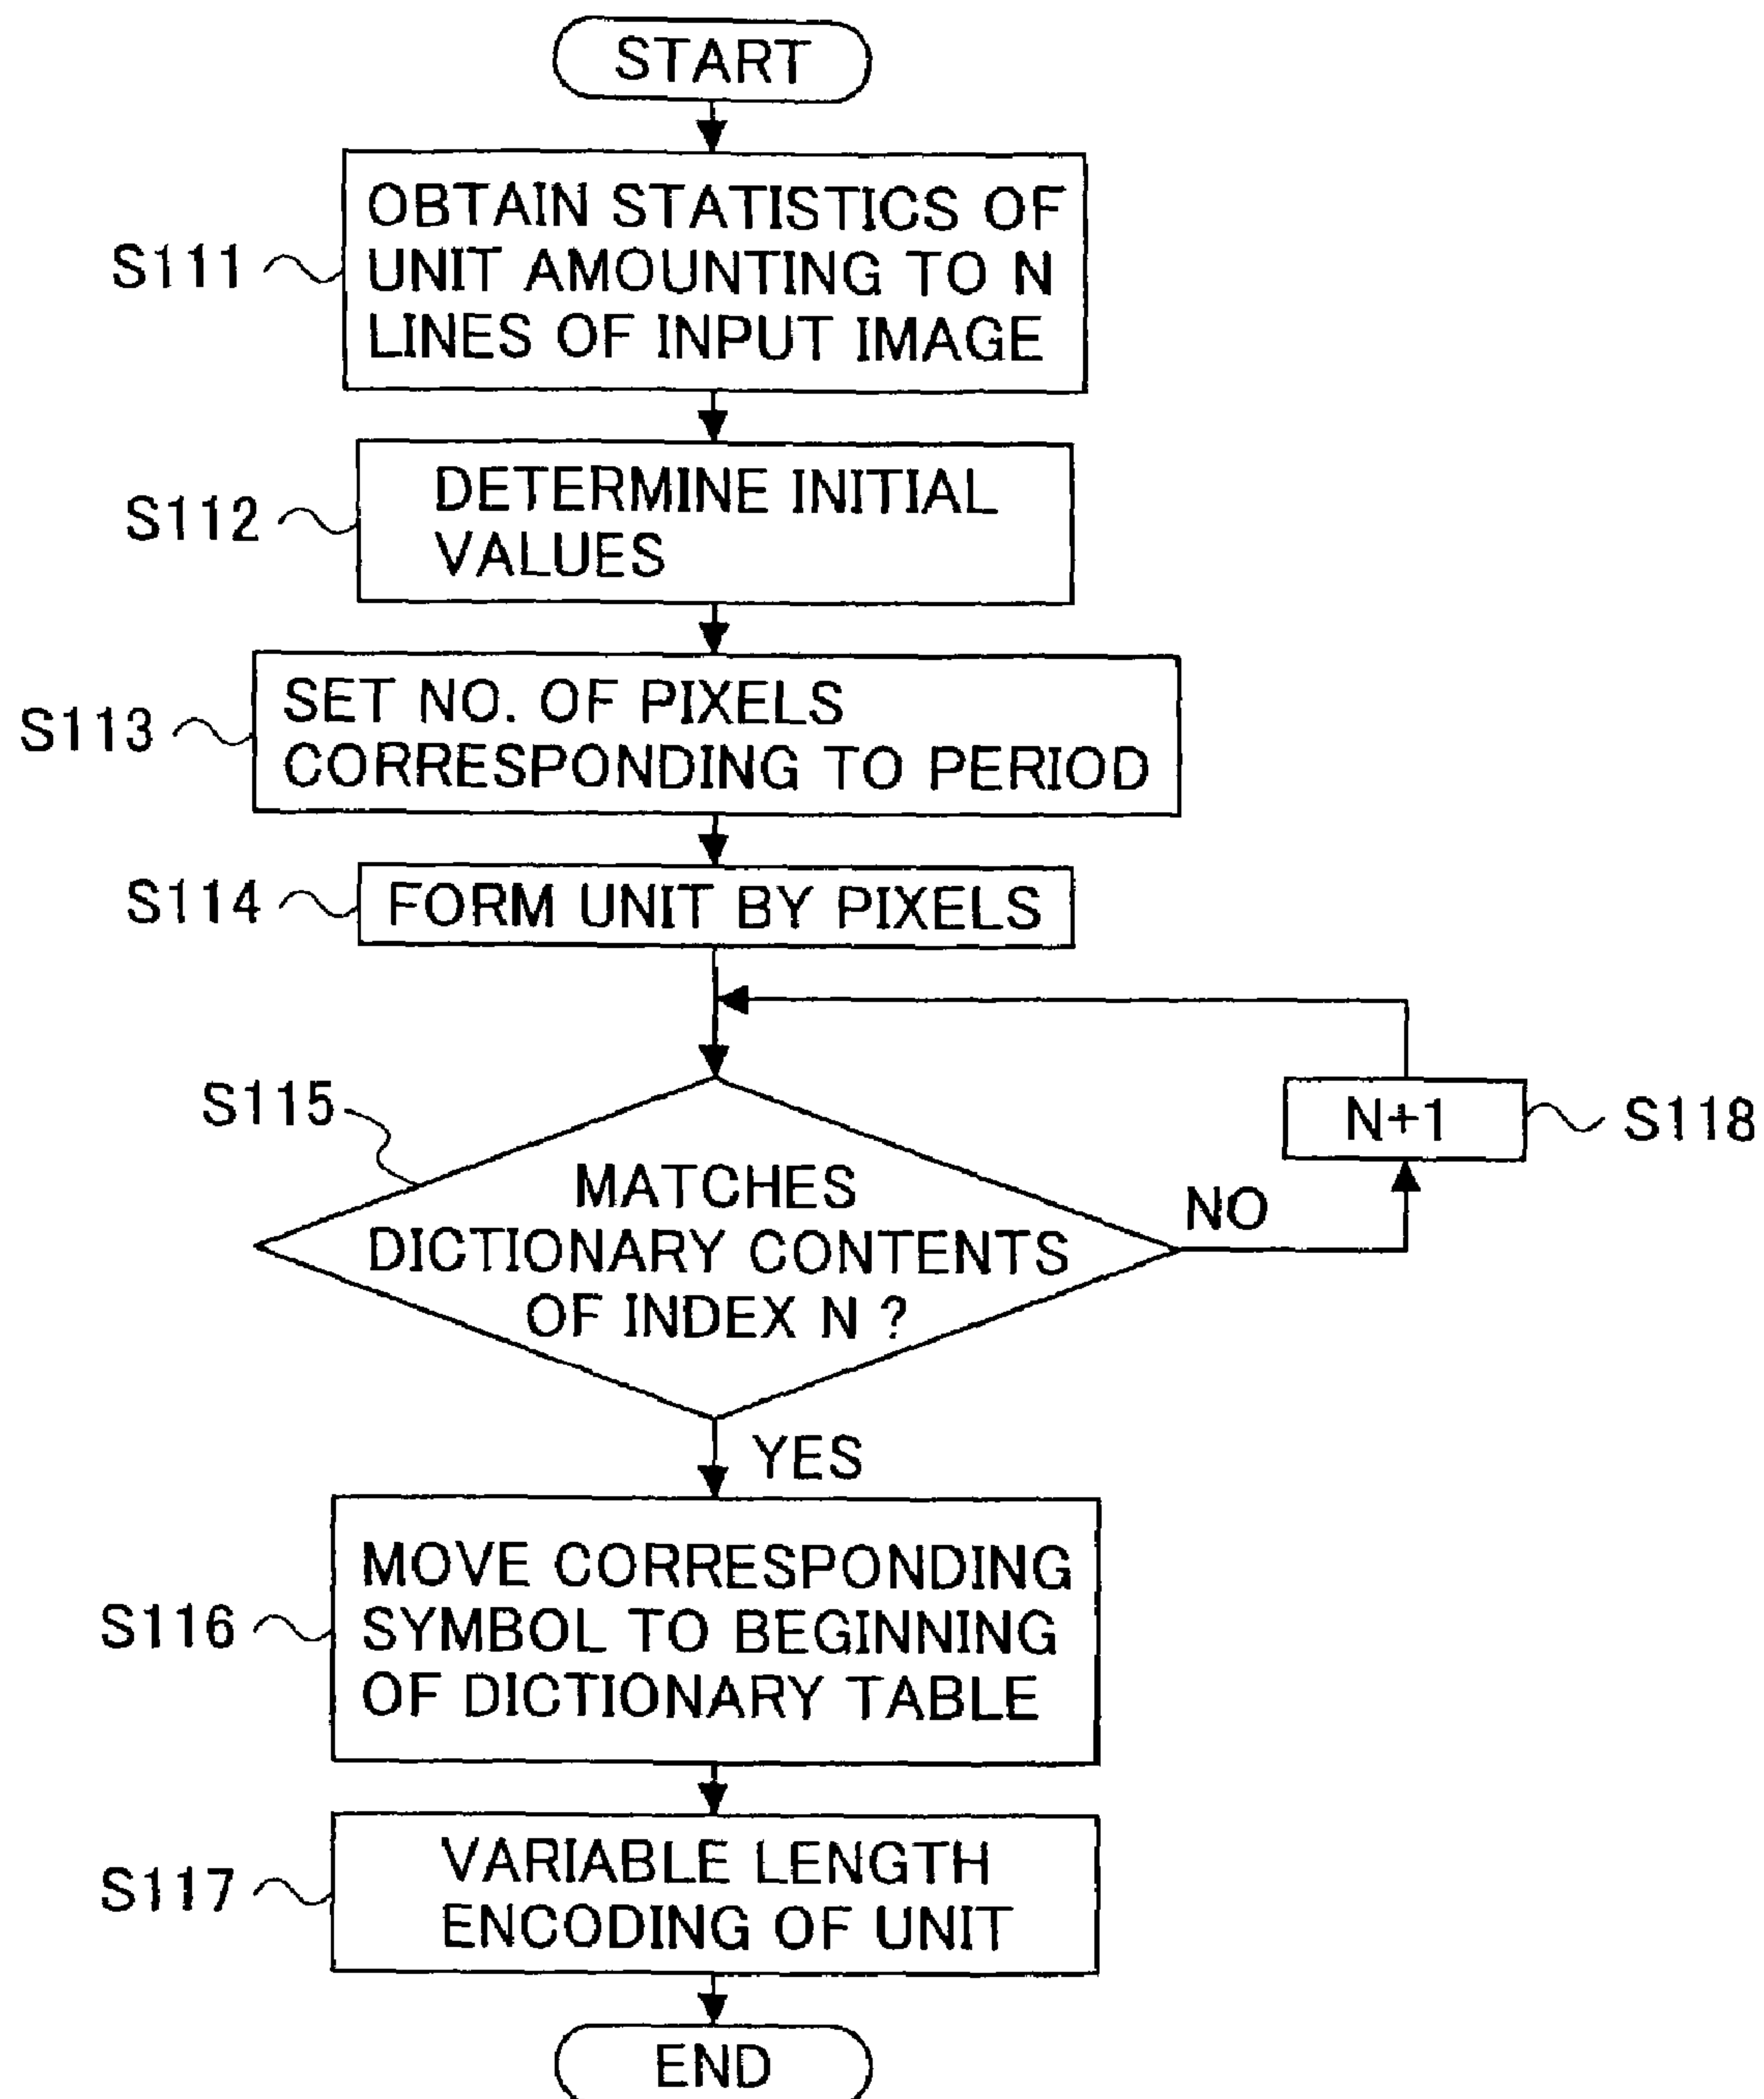 START
S111
OBTAIN STATISTICS OF
UNIT AMOUNTING TO N
LINES OF INPUT IMAGE
S112
DETERMINE INITIAL
VALUES
S113
SET NO. OF PIXELS
CORRESPONDING TO PERIOD
S114
FORM UNIT BY PIXELS
S115
MATCHES
DICTIONARY CONTENTS
OF INDEX N ?
NO
N+1
S118
YES
S116
MOVE CORRESPONDING
SYMBOL TO BEGINNING
OF DICTIONARY TABLE
S117
VARIABLE LENGTH
ENCODING OF UNIT
END